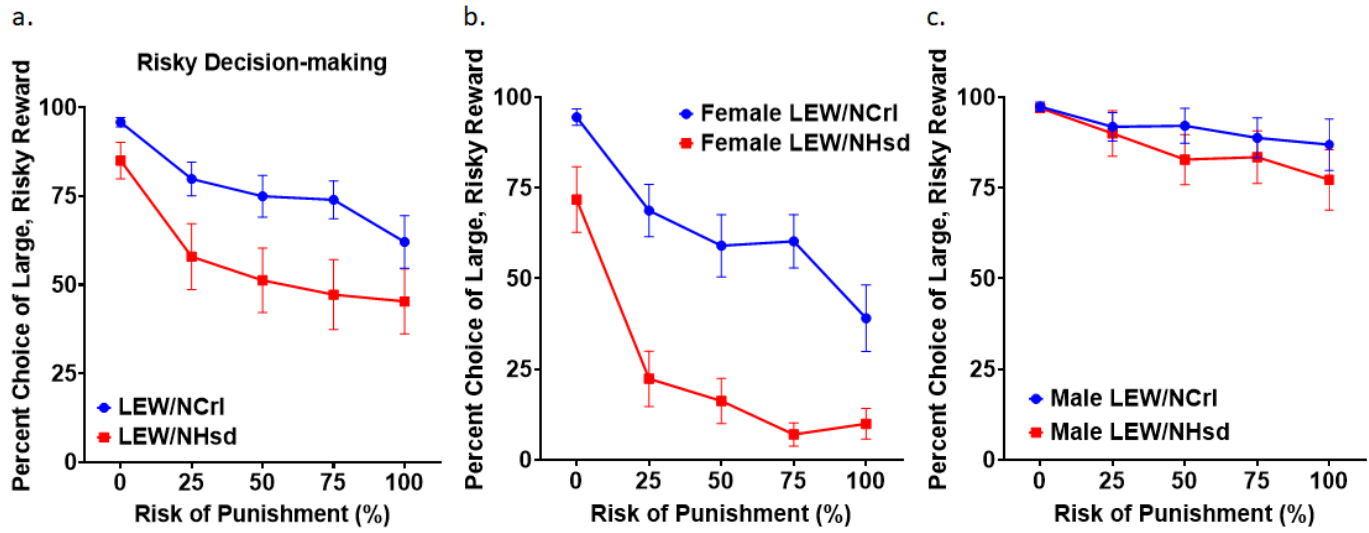 a.
Risky Decision-making
Percent Choice of Large, Risky Reward
100
75
50
25
0
LEW/NCrl
LEW/NHsd
0 25 50 75 100
Risk of Punishment (%)
b.
Percent Choice of Large, Risky Reward
100
75
50
25
0
Female LEW/NCrl
Female LEW/NHsd
0 25 50 75 100
Risk of Punishment (%)
c.
Percent Choice of Large, Risky Reward
100
75
50
25
0
Male LEW/NCrl
Male LEW/NHsd
0 25 50 75 100
Risk of Punishment (%)